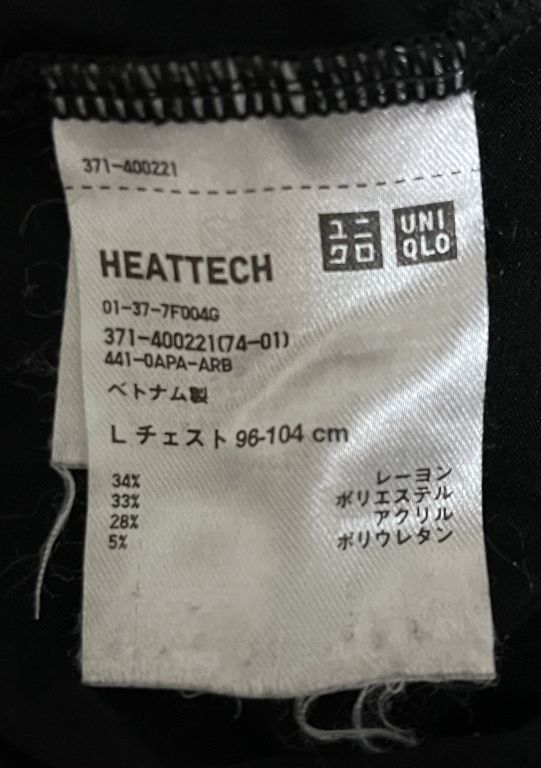 371-400221
ユニクロ
UNIQLO
HEATTECH
01-37-7F004G
371-400221(74-01)
441-0APA-ARB
ベトナム製
L チェスト 96-104 cm
34% レーヨン
33% ポリエステル
28% アクリル
5% ポリウレタン